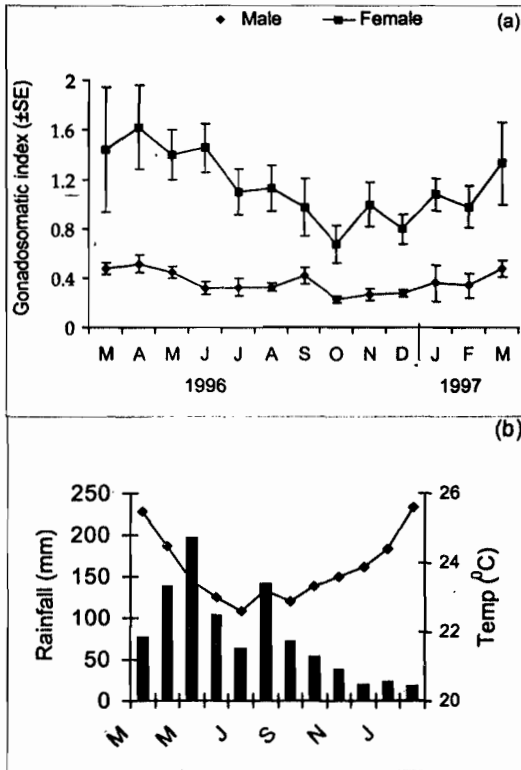 Male Female (a)
Gonadosomatic index (±SE)
2
1.6
1.2
0.8
0.4
0
M A M J J A S O N D J F M
1996 1997
(b)
Rainfall (mm)
250
200
150
100
50
0
26
24
22
20
Temp (⁰C)
M M J S N J